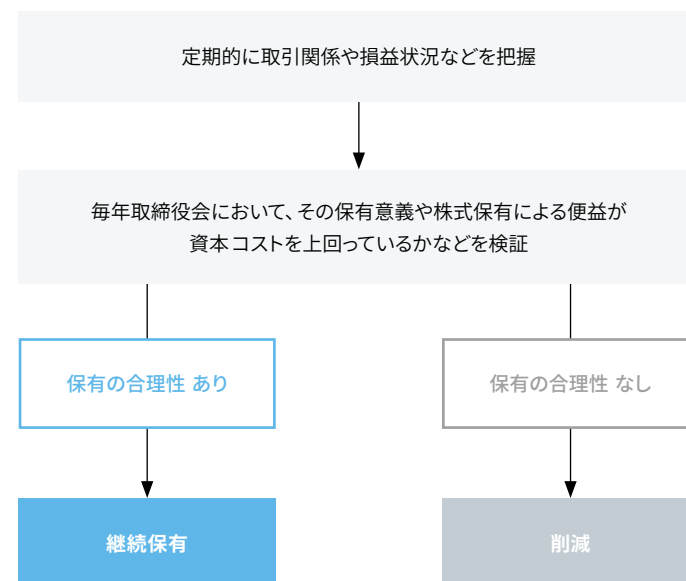 定期的に取引関係や損益状況などを把握
毎年取締役会において、その保有意義や株式保有による便益が
資本コストを上回っているかなどを検証
保有の合理性 あり
保有の合理性 なし
継続保有
削減